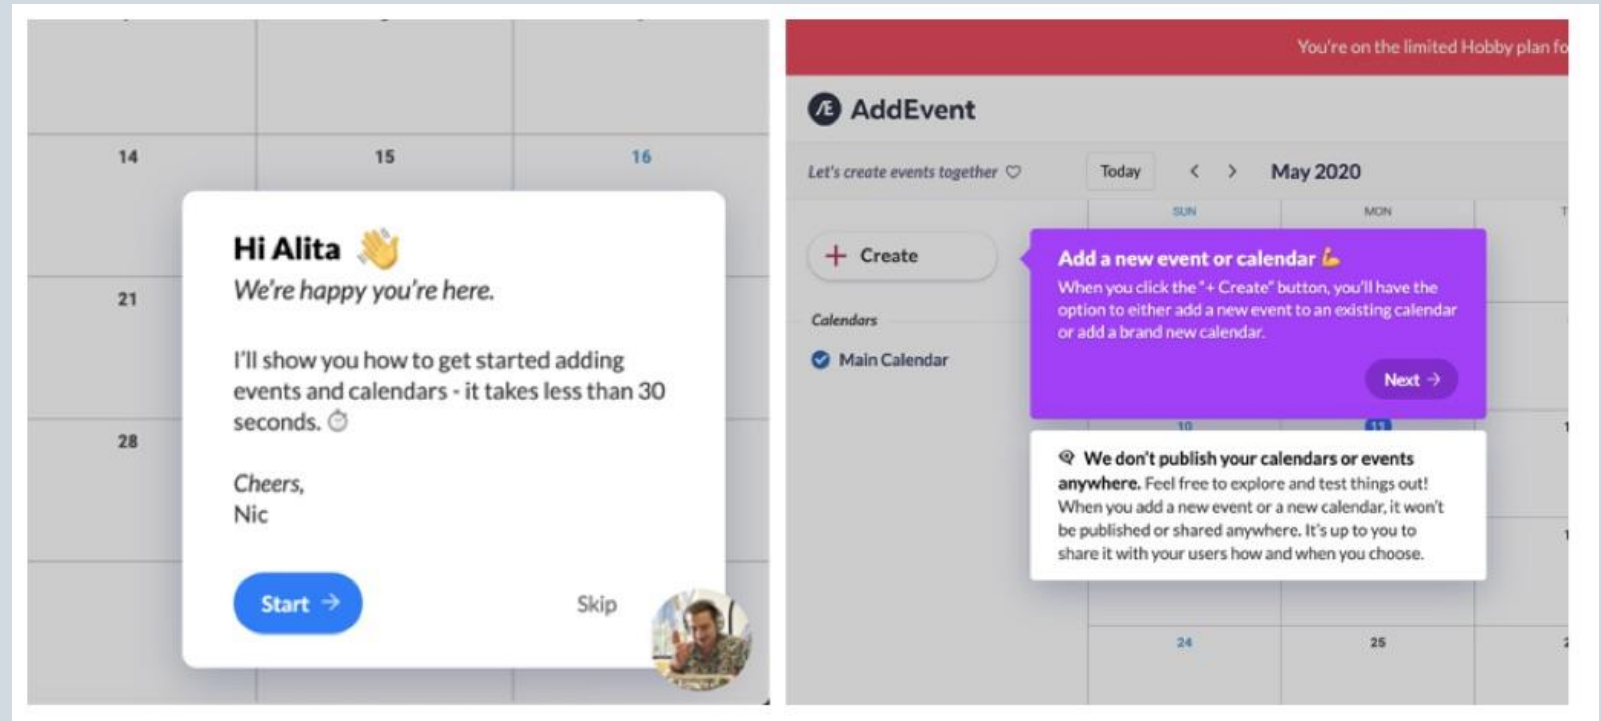 14
15
16
21
28
Hi Alita 👋
We're happy you're here.
I'll show you how to get started adding
events and calendars - it takes less than 30
seconds. ⏱
Cheers,
Nic
Start →
Skip
You're on the limited Hobby plan fo
Æ AddEvent
Let's create events together ♡
Today
< >
May 2020
SUN
MON
T
+ Create
Calendars
Main Calendar
Add a new event or calendar 💪
When you click the "+ Create" button, you'll have the
option to either add a new event to an existing calendar
or add a brand new calendar.
Next →
10
11
We don't publish your calendars or events
anywhere. Feel free to explore and test things out!
When you add a new event or a new calendar, it won't
be published or shared anywhere. It's up to you to
share it with your users how and when you choose.
24
25